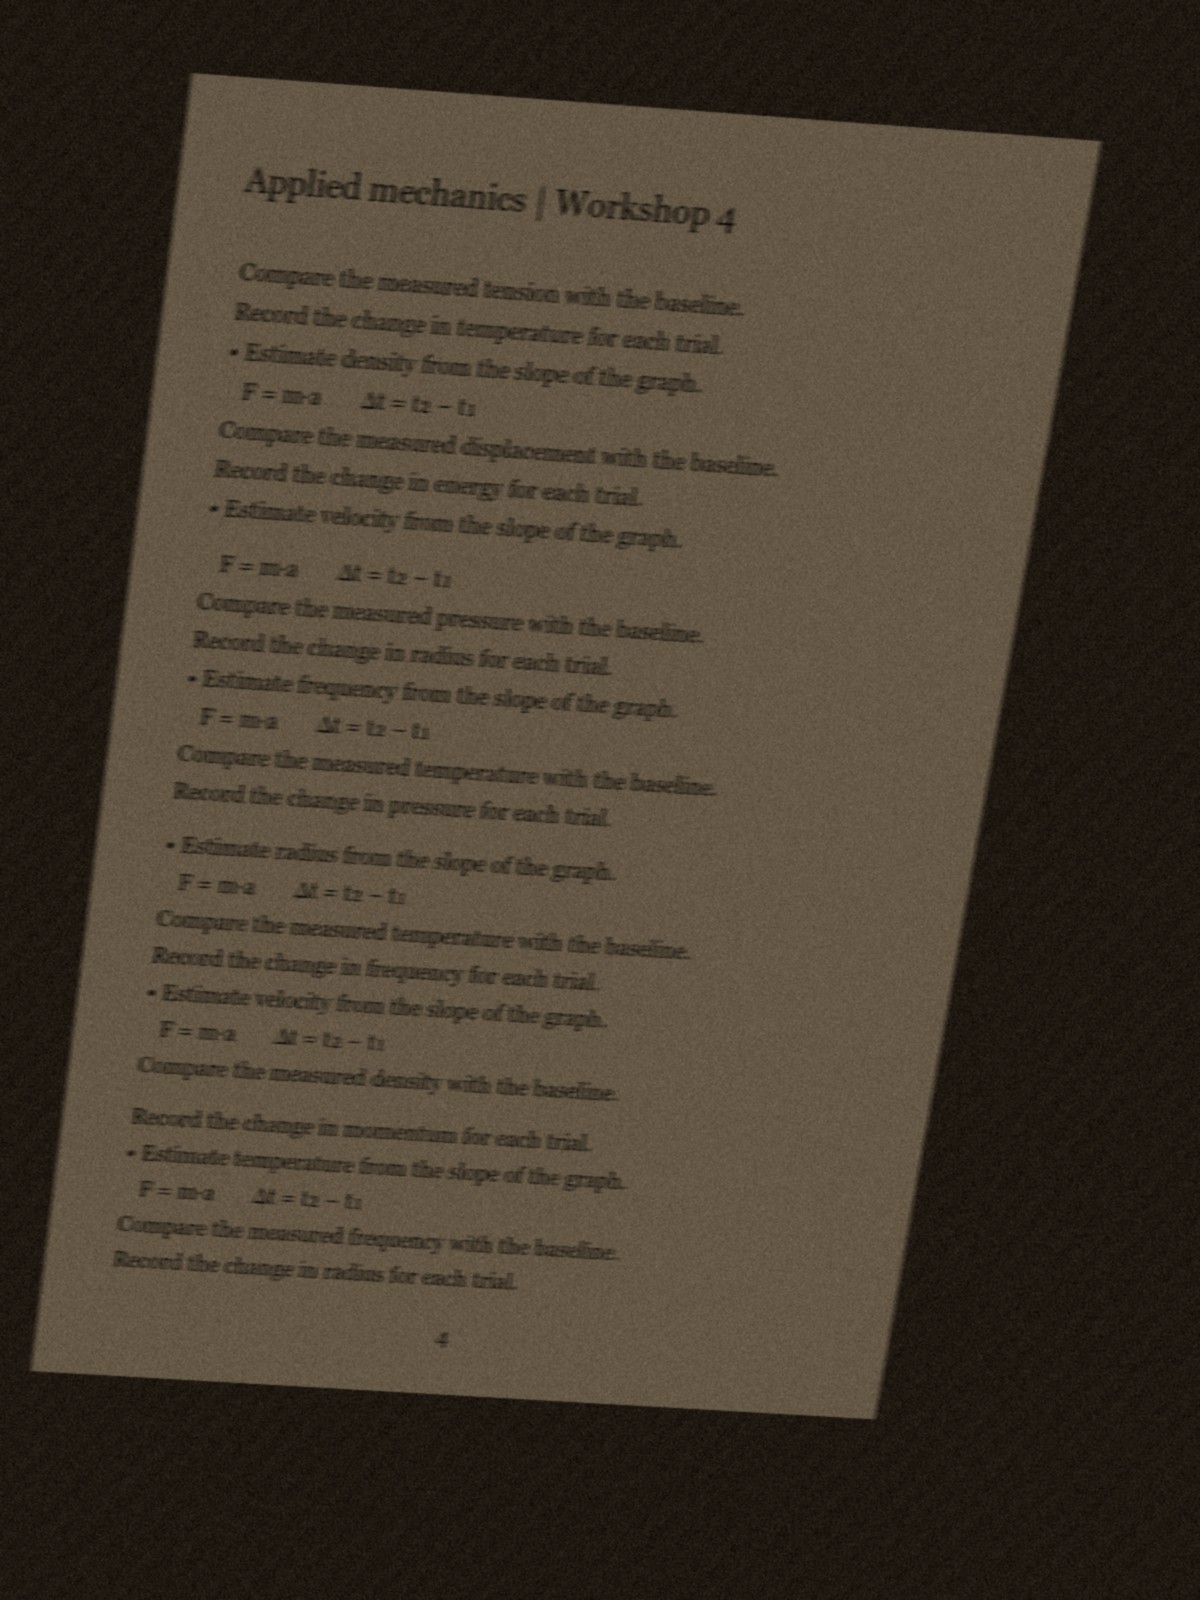 Applied mechanics | Workshop 4
Compare the measured tension with the baseline.
Record the change in temperature for each trial.
• Estimate density from the slope of the graph.
F = m·a Δt = t₂ − t₁
Compare the measured displacement with the baseline.
Record the change in energy for each trial.
• Estimate velocity from the slope of the graph.
F = m·a Δt = t₂ − t₁
Compare the measured pressure with the baseline.
Record the change in radius for each trial.
• Estimate frequency from the slope of the graph.
F = m·a Δt = t₂ − t₁
Compare the measured temperature with the baseline.
Record the change in pressure for each trial.
• Estimate radius from the slope of the graph.
F = m·a Δt = t₂ − t₁
Compare the measured temperature with the baseline.
Record the change in frequency for each trial.
• Estimate velocity from the slope of the graph.
F = m·a Δt = t₂ − t₁
Compare the measured density with the baseline.
Record the change in momentum for each trial.
• Estimate temperature from the slope of the graph.
F = m·a Δt = t₂ − t₁
Compare the measured frequency with the baseline.
Record the change in radius for each trial.
4